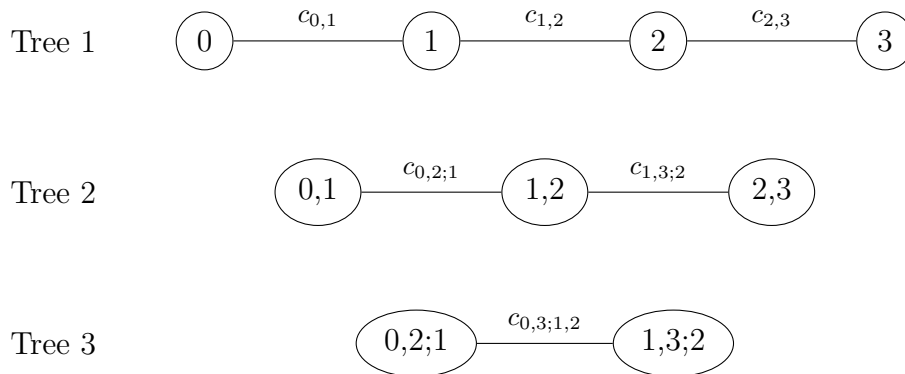 c_{0,1} c_{1,2} c_{2,3}
Tree 1 0 1 2 3
c_{0,2;1} c_{1,3;2}
Tree 2 0,1 1,2 2,3
c_{0,3;1,2}
Tree 3 0,2;1 1,3;2